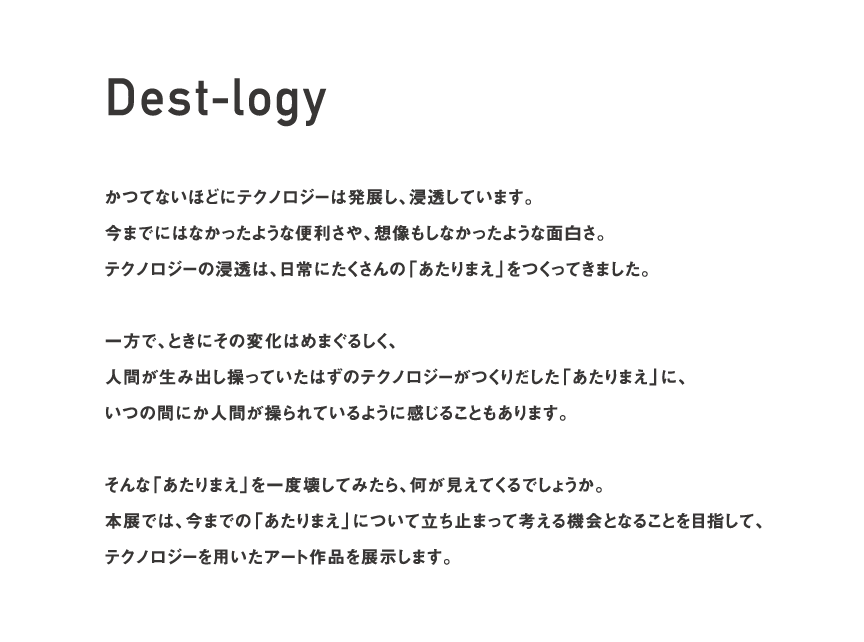 Dest-logy
かつてないほどにテクノロジーは発展し、浸透しています。
今までにはなかったような便利さや、想像もしなかったような面白さ。
テクノロジーの浸透は、日常にたくさんの「あたりまえ」をつくってきました。
一方で、ときにその変化はめまぐるしく、
人間が生み出し操っていたはずのテクノロジーがつくりだした「あたりまえ」に、
いつの間にか人間が操られているように感じることもあります。
そんな「あたりまえ」を一度壊してみたら、何が見えてくるでしょうか。
本展では、今までの「あたりまえ」について立ち止まって考える機会となることを目指して、
テクノロジーを用いたアート作品を展示します。